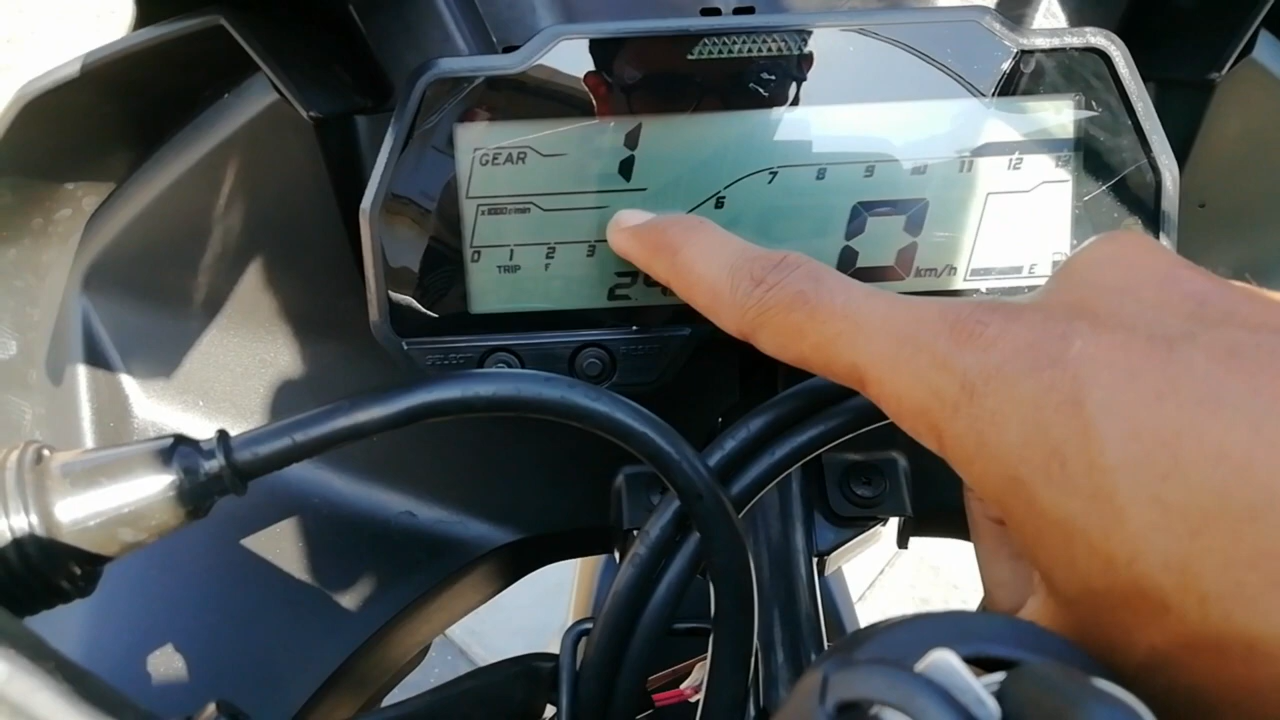 GEAR 1
x1000r/min
0 1 2 3 6 7 8 9 10 11 12 13
TRIP F
0 km/h
E
SELECT RESET